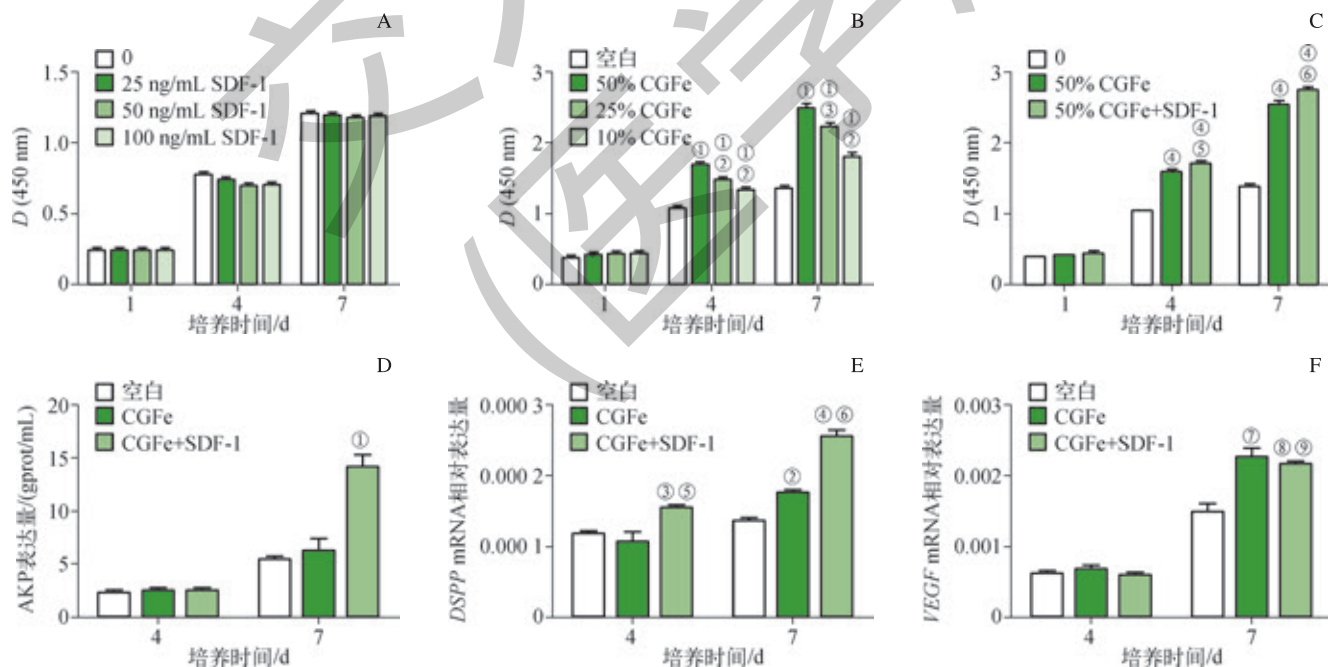 A
0
25 ng/mL SDF-1
50 ng/mL SDF-1
100 ng/mL SDF-1
D (450 nm)
1.5
1.0
0.5
0
1
4
7
培养时间/d
B
空白
50% CGFe
25% CGFe
10% CGFe
D (450 nm)
3
2
1
0
① ① ①
② ②
① ① ①
③ ②
1
4
7
培养时间/d
C
0
50% CGFe
50% CGFe+SDF-1
D (450 nm)
3
2
1
0
④ ④
⑤
④ ④
⑥
1
4
7
培养时间/d
D
空白
CGFe
CGFe+SDF-1
AKP表达量/(gprot/mL)
20
15
10
5
0
①
4
7
培养时间/d
E
空白
CGFe
CGFe+SDF-1
DSPP mRNA相对表达量
0.000 3
0.000 2
0.000 1
0
③⑤
②
④⑥
4
7
培养时间/d
F
空白
CGFe
CGFe+SDF-1
VEGF mRNA相对表达量
0.003
0.002
0.001
0
⑦
⑧⑨
4
7
培养时间/d
(医学